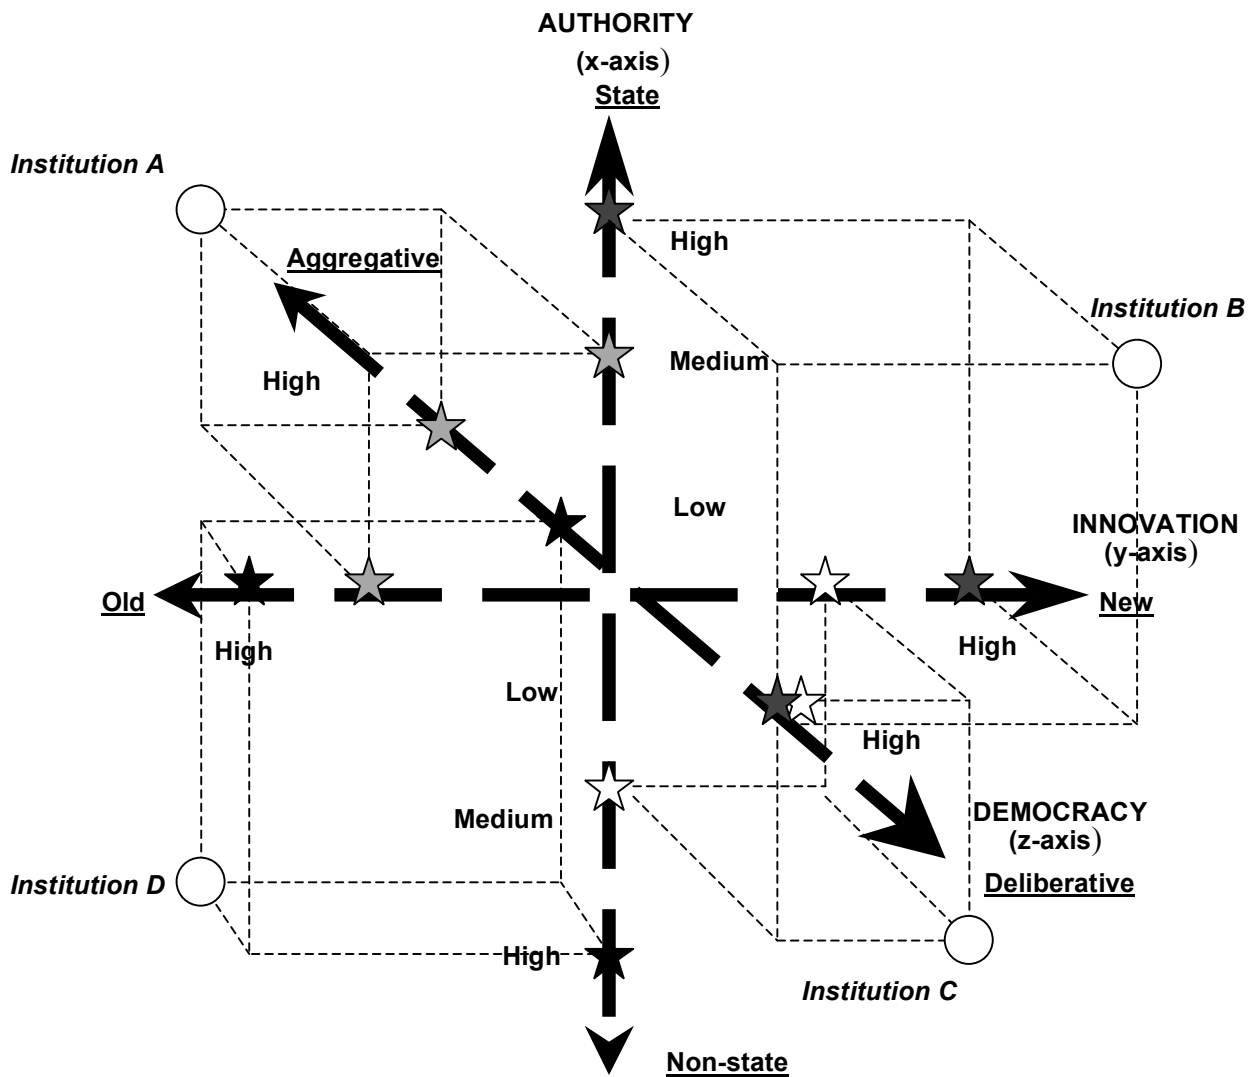 AUTHORITY
(x-axis)
State
Institution A
High
Aggregative
Institution B
Medium
High
Low
INNOVATION
(y-axis)
Old
New
High
High
Low
High
Medium
DEMOCRACY
(z-axis)
Deliberative
Institution D
High
Institution C
Non-state